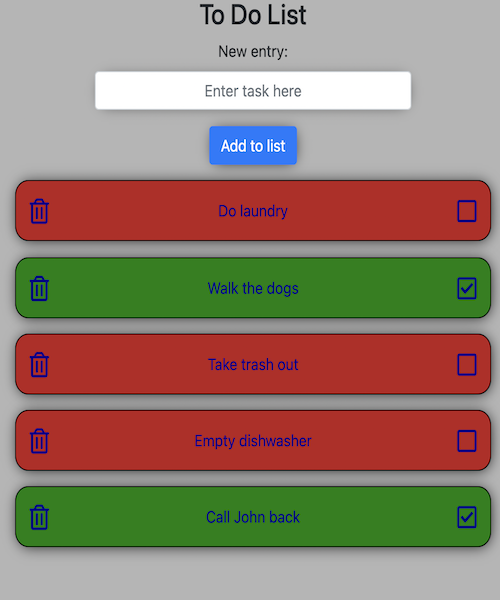 To Do List
New entry:
Enter task here
Add to list
Do laundry
Walk the dogs
Take trash out
Empty dishwasher
Call John back